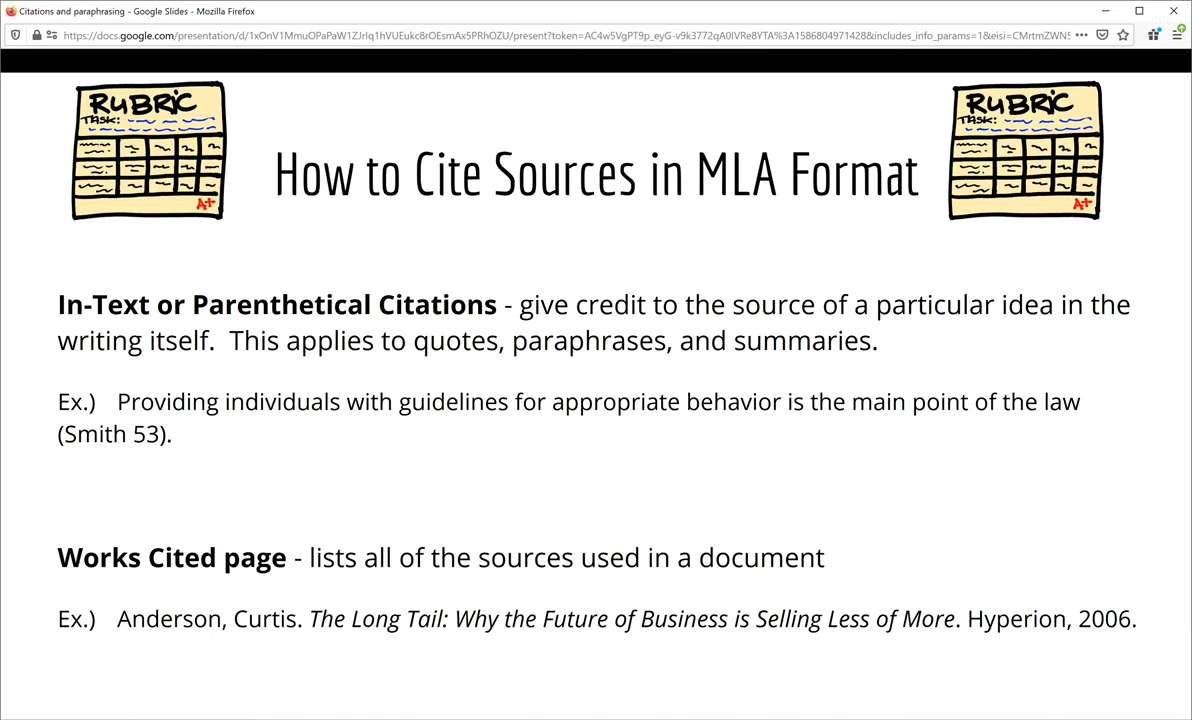 Citations and paraphrasing - Google Slides - Mozilla Firefox
https://docs.google.com/presentation/d/1xOnV1MmuOPaPaW1ZJrIq1hVUEukc8rOEsmAx5PRhOZU/present?token=AC4w5VgPT9p_eyG-v9k3772qA0IVRe8YTA%3A1586804971428&includes_info_params=1&eisi=CMrtmZWN5
RUBRiC
TASK:
A+
RUBRiC
TASK:
A+
How to Cite Sources in MLA Format
In-Text or Parenthetical Citations - give credit to the source of a particular idea in the
writing itself. This applies to quotes, paraphrases, and summaries.
Ex.) Providing individuals with guidelines for appropriate behavior is the main point of the law
(Smith 53).
Works Cited page - lists all of the sources used in a document
Ex.) Anderson, Curtis. The Long Tail: Why the Future of Business is Selling Less of More. Hyperion, 2006.